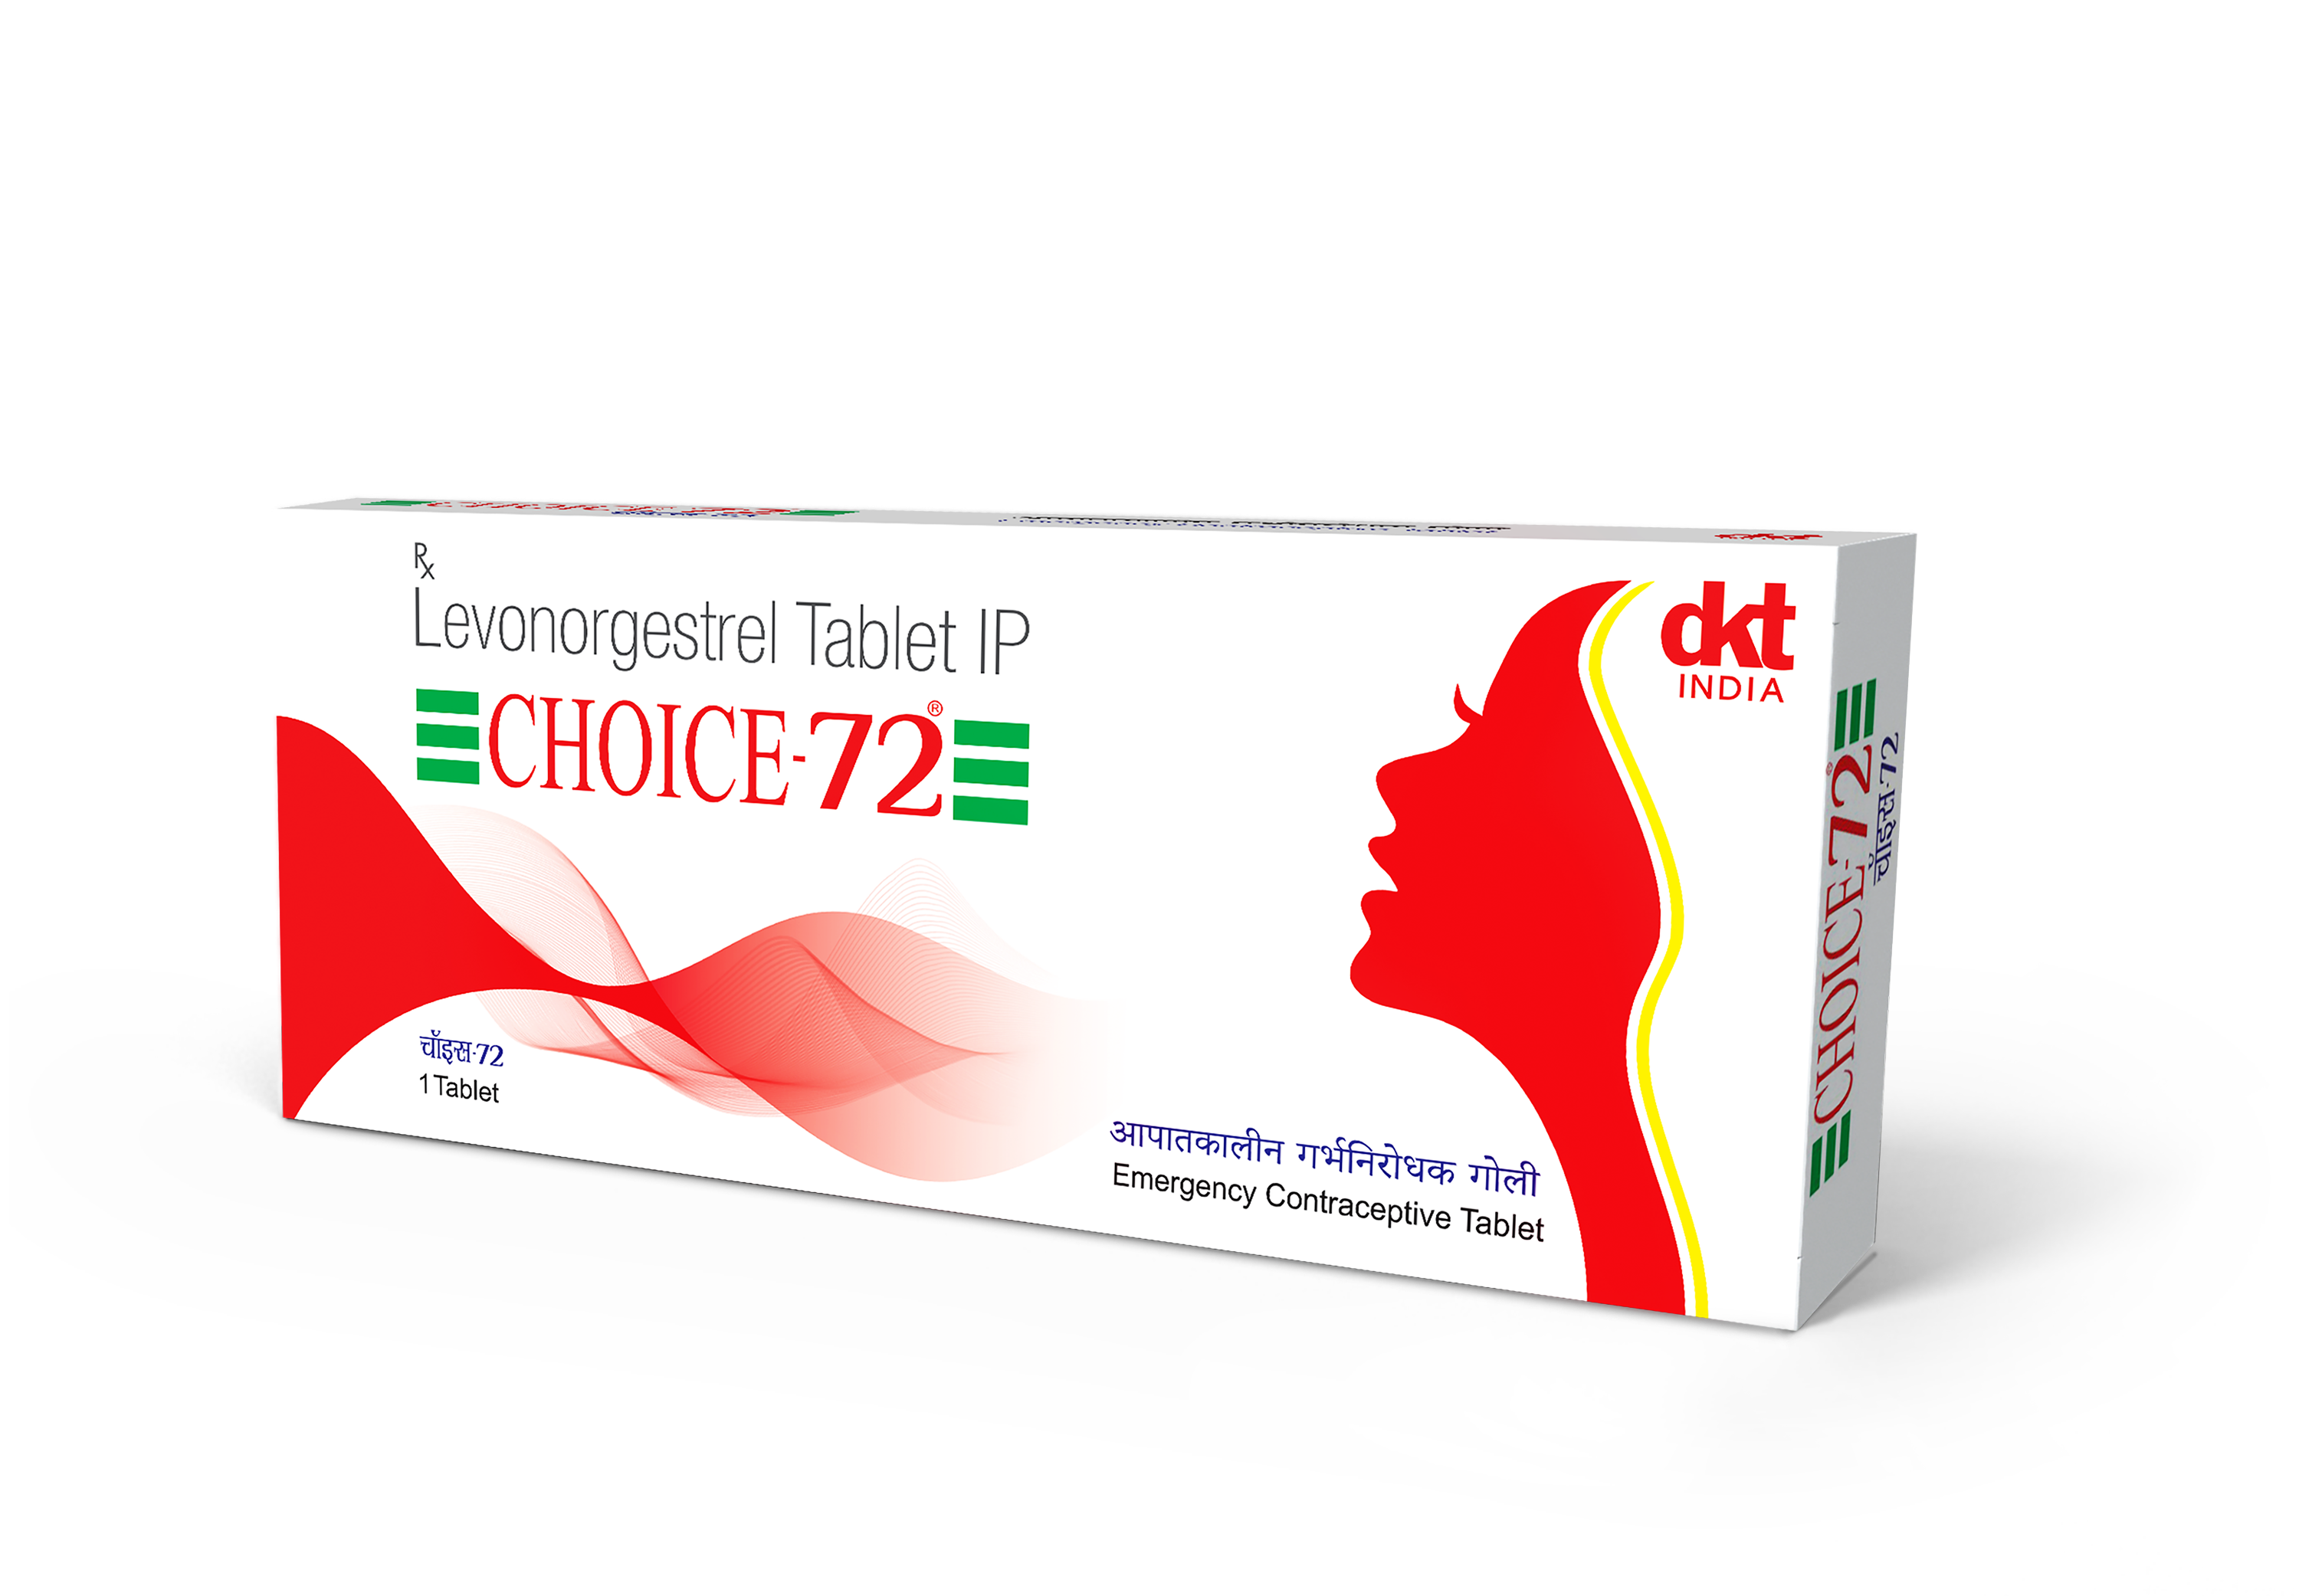 Rx
Levonorgestrel Tablet IP
CHOICE-72®
चॉइस-72
1 Tablet
dkt
INDIA
आपातकालीन गर्भनिरोधक गोली
Emergency Contraceptive Tablet
CHOICE-72®
चॉइस-72